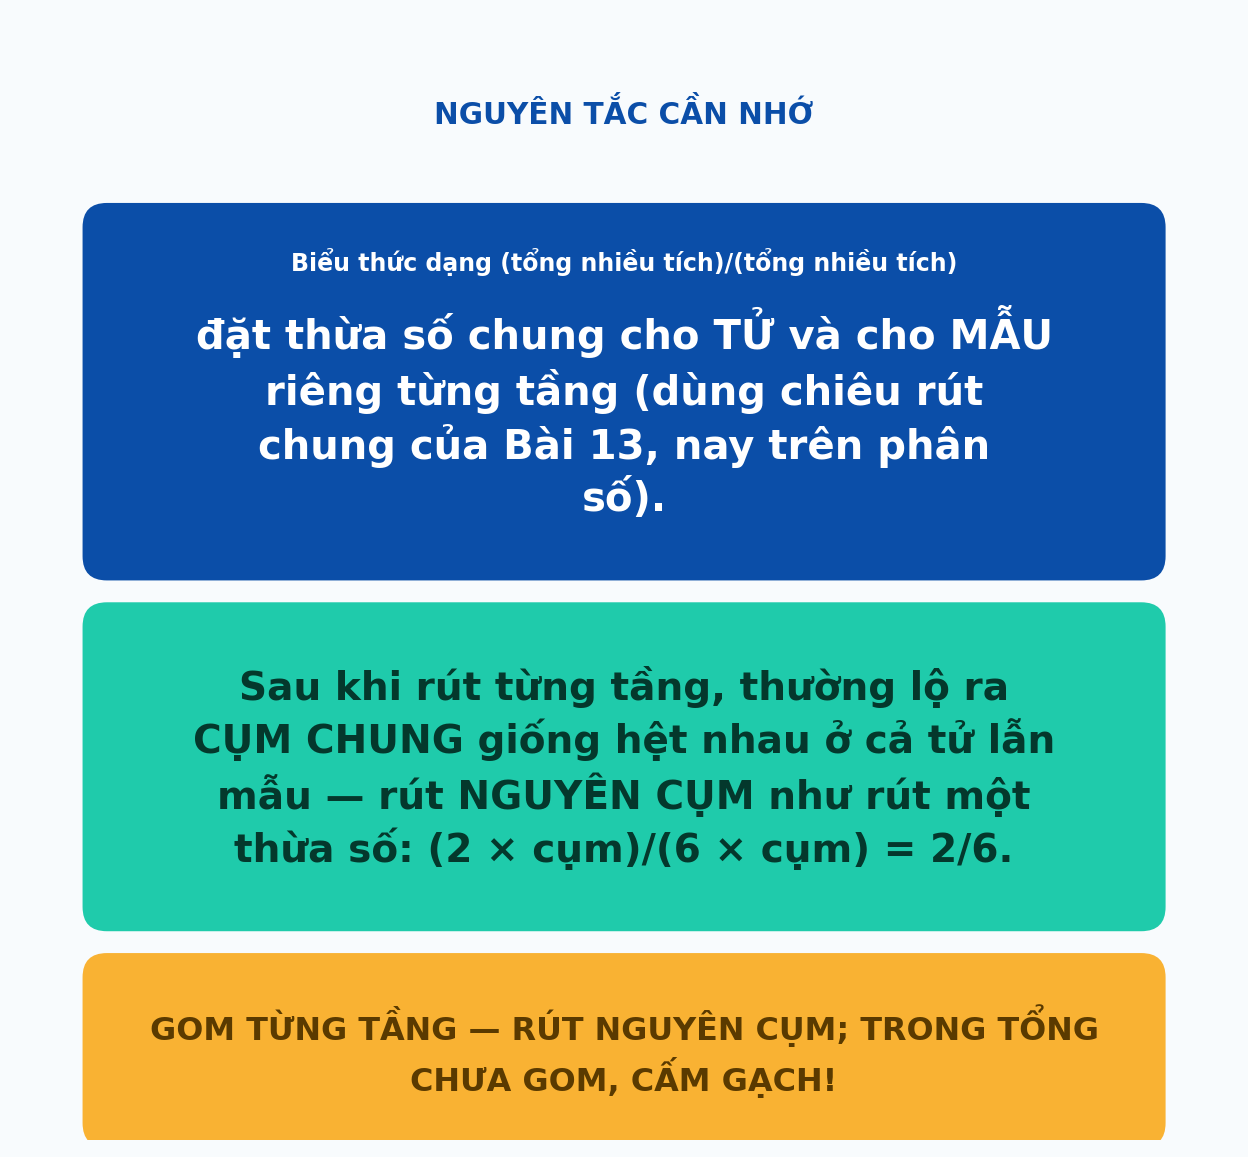 NGUYÊN TẮC CẦN NHỚ
Biểu thức dạng (tổng nhiều tích)/(tổng nhiều tích)
đặt thừa số chung cho TỬ và cho MẪU
riêng từng tầng (dùng chiêu rút
chung của Bài 13, nay trên phân
số).
Sau khi rút từng tầng, thường lộ ra
CỤM CHUNG giống hệt nhau ở cả tử lẫn
mẫu — rút NGUYÊN CỤM như rút một
thừa số: (2 × cụm)/(6 × cụm) = 2/6.
GOM TỪNG TẦNG — RÚT NGUYÊN CỤM; TRONG TỔNG
CHƯA GOM, CẤM GẠCH!